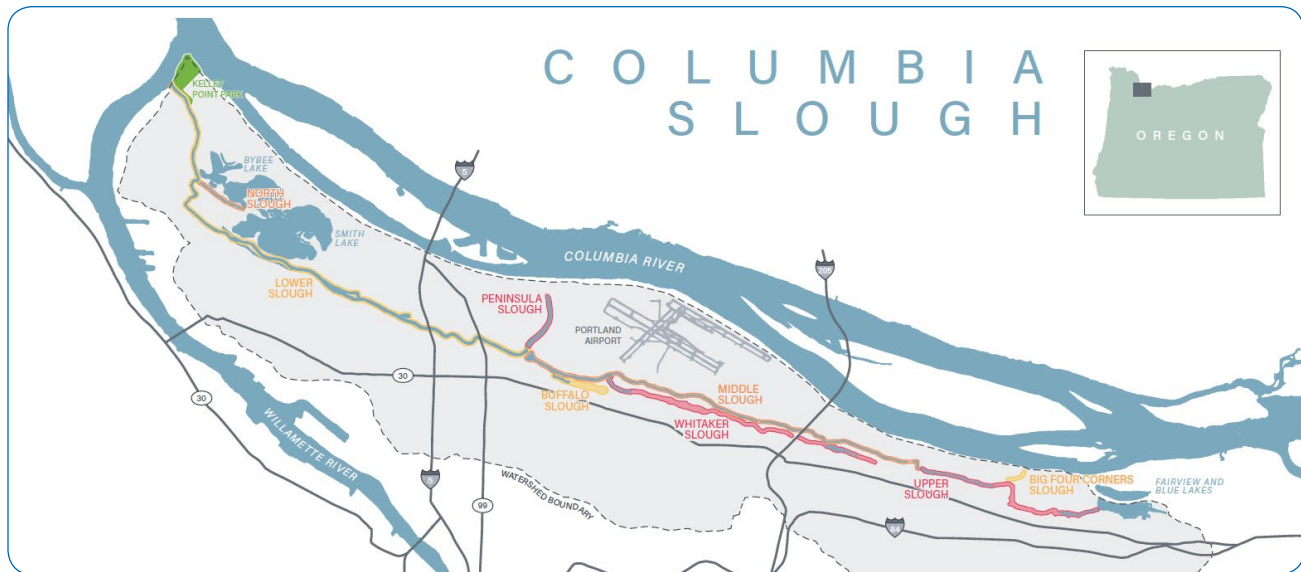 COLUMBIA
SLOUGH
OREGON
KELLEY
POINT PARK
BYBEE
LAKE
NORTH
SLOUGH
SMITH
LAKE
5
COLUMBIA RIVER
205
LOWER
SLOUGH
PENINSULA
SLOUGH
PORTLAND
AIRPORT
30
30
BUFFALO
SLOUGH
MIDDLE
SLOUGH
WHITAKER
SLOUGH
WILLAMETTE RIVER
5
99
WATERSHED BOUNDARY
UPPER
SLOUGH
BIG FOUR CORNERS
SLOUGH
FAIRVIEW AND
BLUE LAKES
84